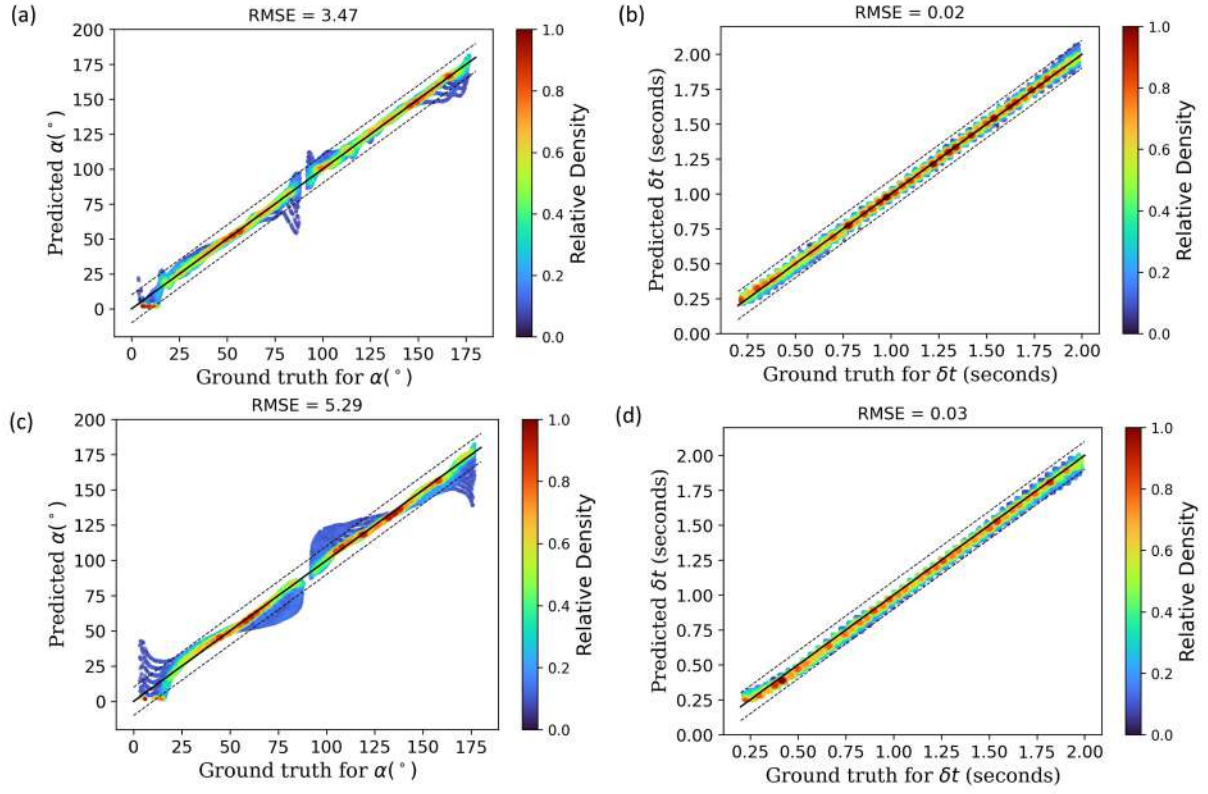 (a)
RMSE = 3.47
200
175
150
125
100
75
50
25
0
Predicted α(°)
0 25 50 75 100 125 150 175
Ground truth for α(°)
1.0
0.8
0.6
0.4
0.2
0.0
Relative Density
(b)
RMSE = 0.02
2.00
1.75
1.50
1.25
1.00
0.75
0.50
0.25
0.00
Predicted δt (seconds)
0.25 0.50 0.75 1.00 1.25 1.50 1.75 2.00
Ground truth for δt (seconds)
1.0
0.8
0.6
0.4
0.2
0.0
Relative Density
(c)
RMSE = 5.29
200
175
150
125
100
75
50
25
0
Predicted α(°)
0 25 50 75 100 125 150 175
Ground truth for α(°)
1.0
0.8
0.6
0.4
0.2
0.0
Relative Density
(d)
RMSE = 0.03
2.00
1.75
1.50
1.25
1.00
0.75
0.50
0.25
0.00
Predicted δt (seconds)
0.25 0.50 0.75 1.00 1.25 1.50 1.75 2.00
Ground truth for δt (seconds)
1.0
0.8
0.6
0.4
0.2
0.0
Relative Density